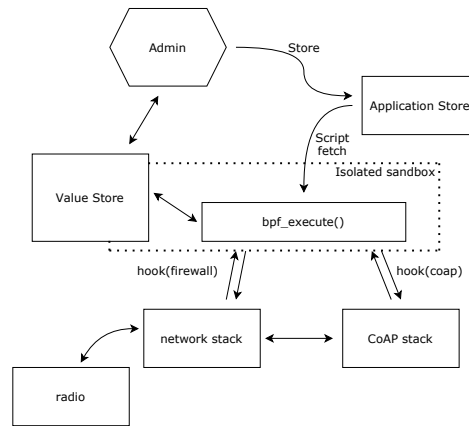 Admin
Store
Application Store
Script
fetch
Isolated sandbox
Value Store
bpf_execute()
hook(firewall)
hook(coap)
network stack
CoAP stack
radio